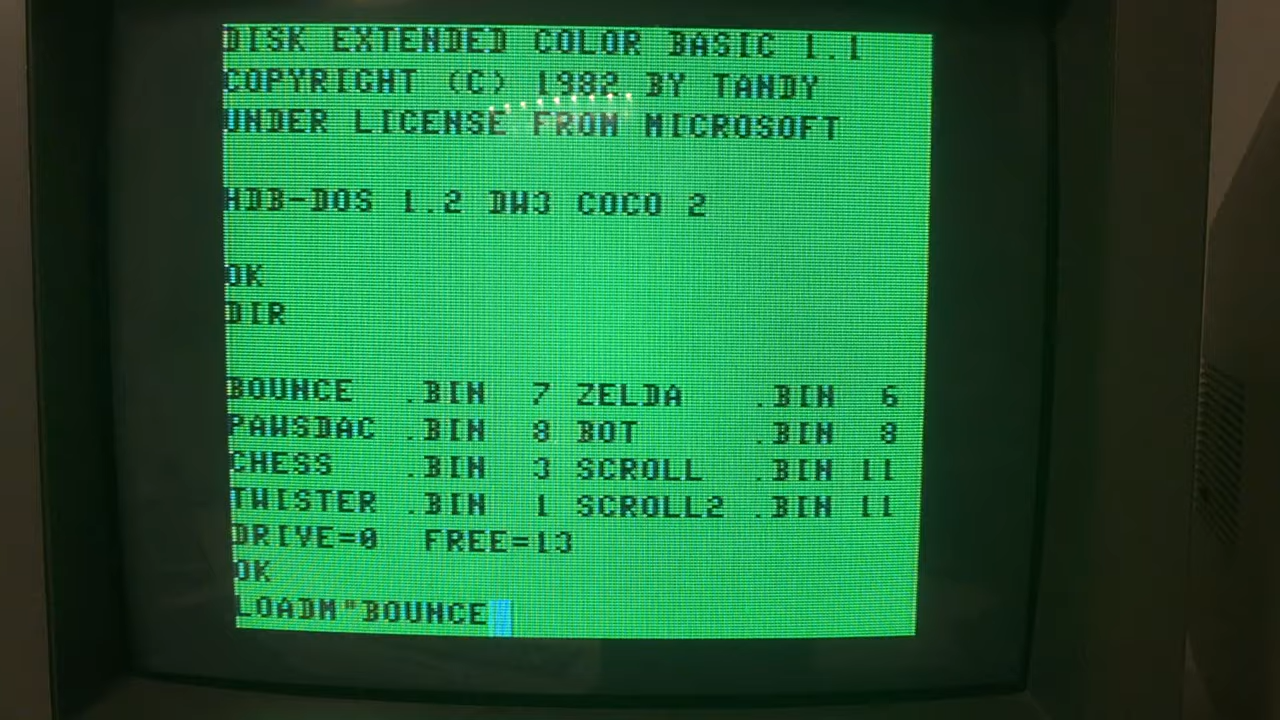 DISK EXTENDED COLOR BASIC 1.1
COPYRIGHT (C) 1982 BY TANDY
UNDER LICENSE FROM MICROSOFT
HDB-DOS 1.2 DW3 COCO 2
OK
DIR
BOUNCE .BIN 7 ZELDA .BIN 6
PAWSDAC .BIN 8 BOT .BIN 8
CHESS .BIN 3 SCROLL .BIN 11
TWISTER .BIN 1 SCROLL2 .BIN 11
DRIVE=0 FREE=13
OK
LOADM"BOUNCE